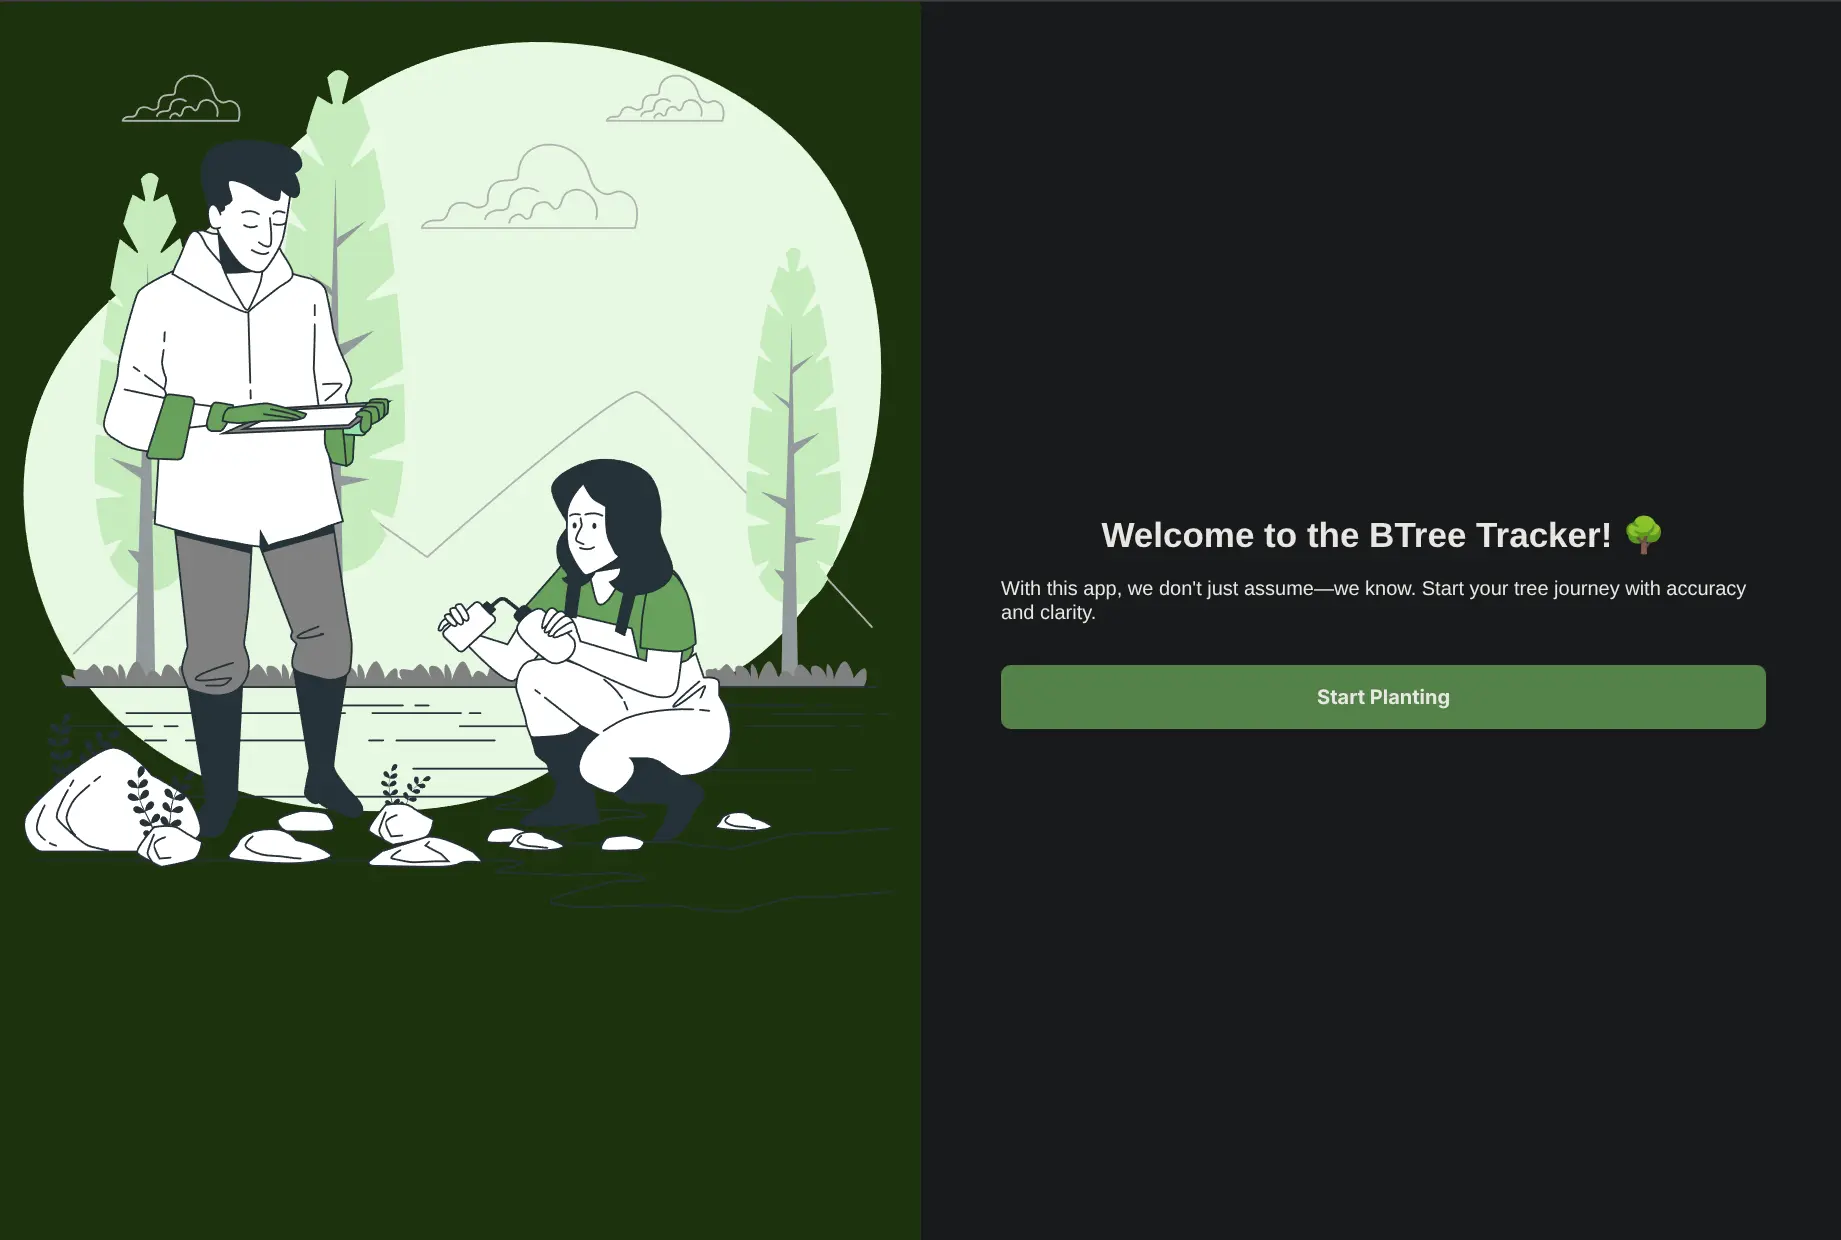 Welcome to the BTree Tracker! 🌳
With this app, we don't just assume—we know. Start your tree journey with accuracy
and clarity.
Start Planting